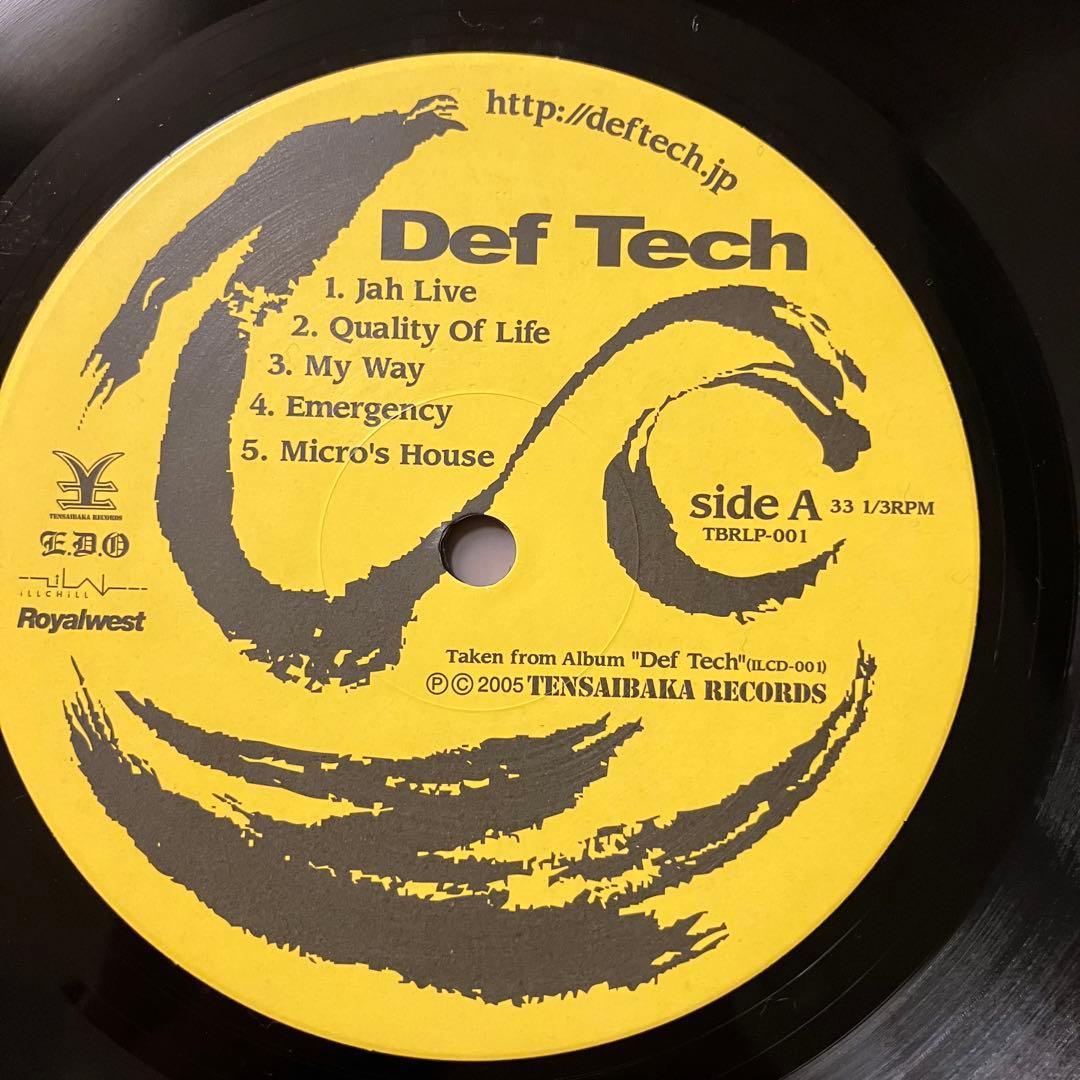 http://deftech.jp
Def Tech
1. Jah Live
2. Quality Of Life
3. My Way
4. Emergency
5. Micro's House
side A 33 1/3RPM
TBRLP-001
TENSAIBAKA RECORDS
E.D.O
iLLCHiLL
Royalwest
Taken from Album "Def Tech"(ILCD-001)
℗© 2005 TENSAIBAKA RECORDS